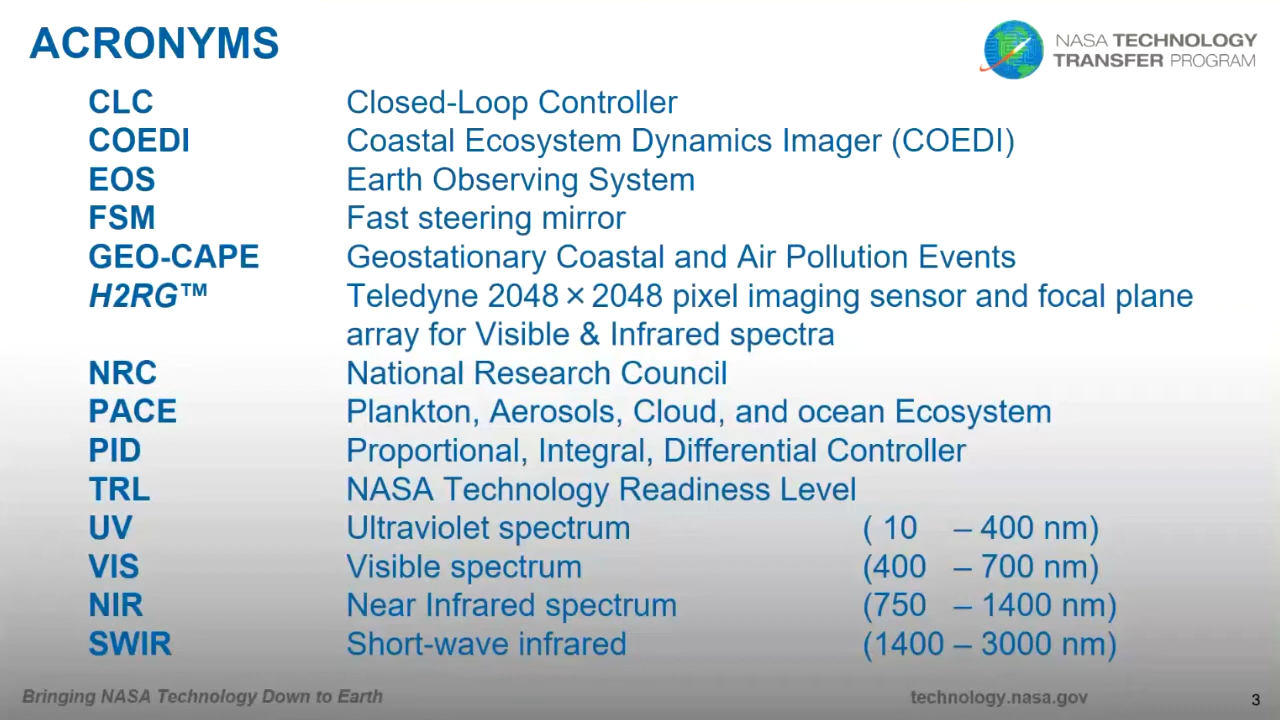 ACRONYMS
NASA TECHNOLOGY
TRANSFER PROGRAM
CLC Closed-Loop Controller
COEDI Coastal Ecosystem Dynamics Imager (COEDI)
EOS Earth Observing System
FSM Fast steering mirror
GEO-CAPE Geostationary Coastal and Air Pollution Events
H2RG™ Teledyne 2048 × 2048 pixel imaging sensor and focal plane
array for Visible & Infrared spectra
NRC National Research Council
PACE Plankton, Aerosols, Cloud, and ocean Ecosystem
PID Proportional, Integral, Differential Controller
TRL NASA Technology Readiness Level
UV Ultraviolet spectrum ( 10 – 400 nm)
VIS Visible spectrum (400 – 700 nm)
NIR Near Infrared spectrum (750 – 1400 nm)
SWIR Short-wave infrared (1400 – 3000 nm)
Bringing NASA Technology Down to Earth technology.nasa.gov 3